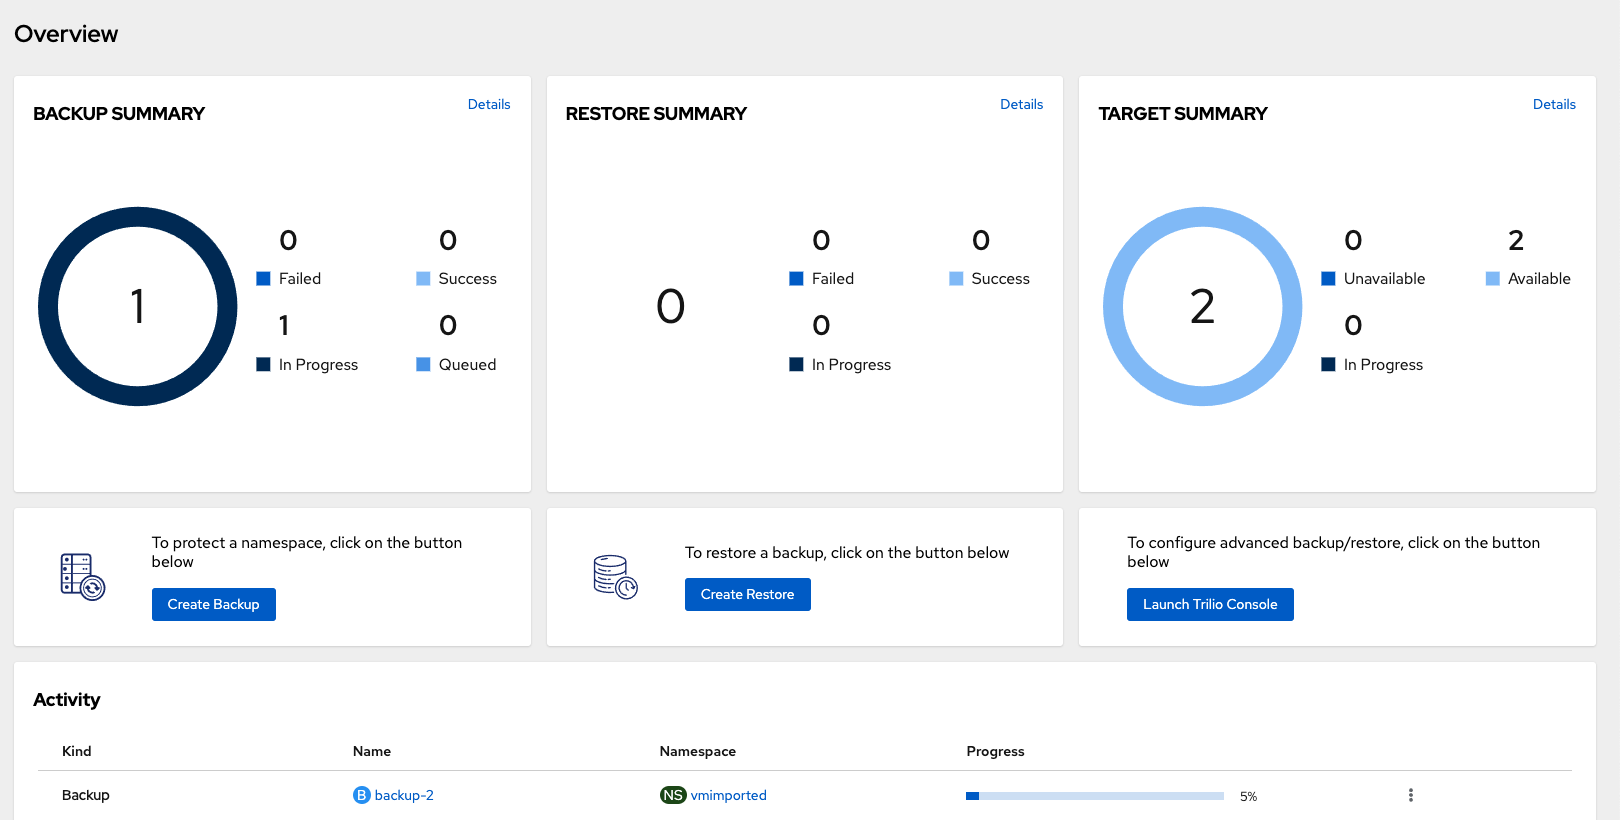 Overview
BACKUP SUMMARY
Details
1
0
Failed
0
Success
1
In Progress
0
Queued
RESTORE SUMMARY
Details
0
0
Failed
0
Success
0
In Progress
TARGET SUMMARY
Details
2
0
Unavailable
2
Available
0
In Progress
To protect a namespace, click on the button
below
Create Backup
To restore a backup, click on the button below
Create Restore
To configure advanced backup/restore, click on the button
below
Launch Trilio Console
Activity
Kind Name Namespace Progress
Backup B backup-2 NS vmimported 5%